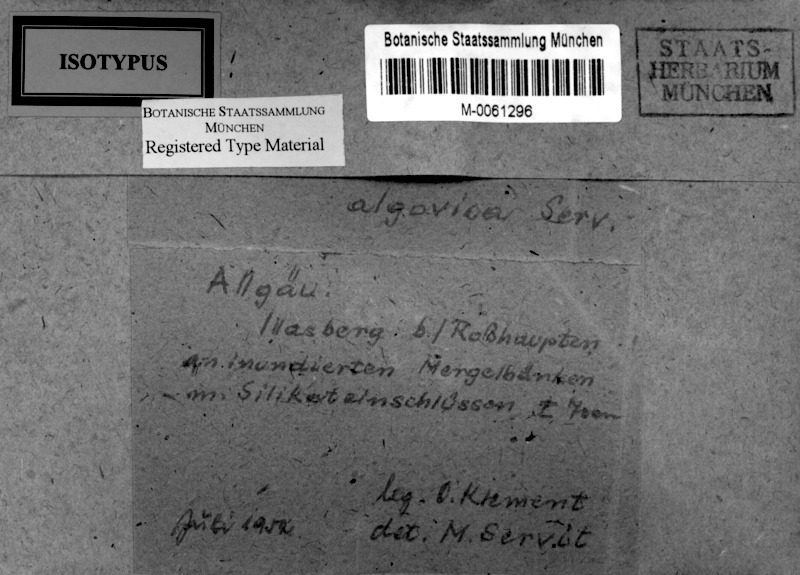 ISOTYPUS
BOTANISCHE STAATSSAMMLUNG
MÜNCHEN
Registered Type Material
Botanische Staatssammlung München
M-0061296
STAATS-
HERBARIUM
MÜNCHEN
algovica Serv.
Allgäu:
Illasberg b./Roßhaupten
an inundierten Mergelbänken
m. Silikateinschlüssen ±
leg. O. Klement
Juli 1952
det. M. Servít